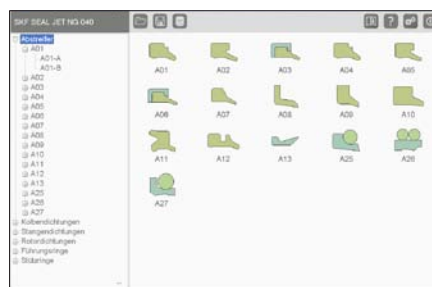 SKF SEAL JET NG 040
Abstreifer
A01
A01-A
A01-B
A02
A03
A04
A05
A06
A07
A08
A09
A10
A11
A12
A13
A25
A26
A27
Kolbendichtungen
Stangendichtungen
Rotordichtungen
Führungsringe
Stützringe
A01 A02 A03 A04 A05
A06 A07 A08 A09 A10
A11 A12 A13 A25 A26
A27